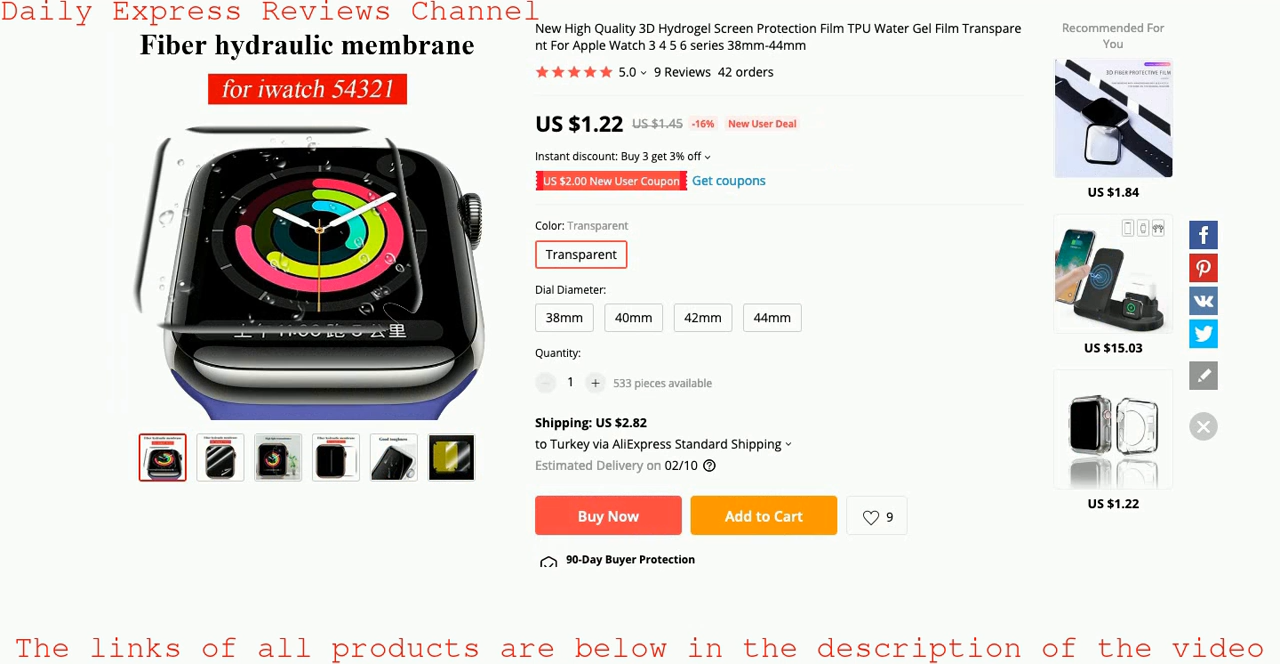 Daily Express Reviews Channel
Fiber hydraulic membrane
for iwatch 54321
New High Quality 3D Hydrogel Screen Protection Film TPU Water Gel Film Transpare
nt For Apple Watch 3 4 5 6 series 38mm-44mm
5.0 9 Reviews 42 orders
US $1.22 US $1.45 -16% New User Deal
Instant discount: Buy 3 get 3% off
US $2.00 New User Coupon Get coupons
Color: Transparent
Transparent
Dial Diameter:
38mm 40mm 42mm 44mm
Quantity:
1 + 533 pieces available
Shipping: US $2.82
to Turkey via AliExpress Standard Shipping
Estimated Delivery on 02/10
Buy Now Add to Cart 9
90-Day Buyer Protection
Recommended For
You
3D FIBER PROTECTIVE FILM
US $1.84
US $15.03
US $1.22
The links of all products are below in the description of the video